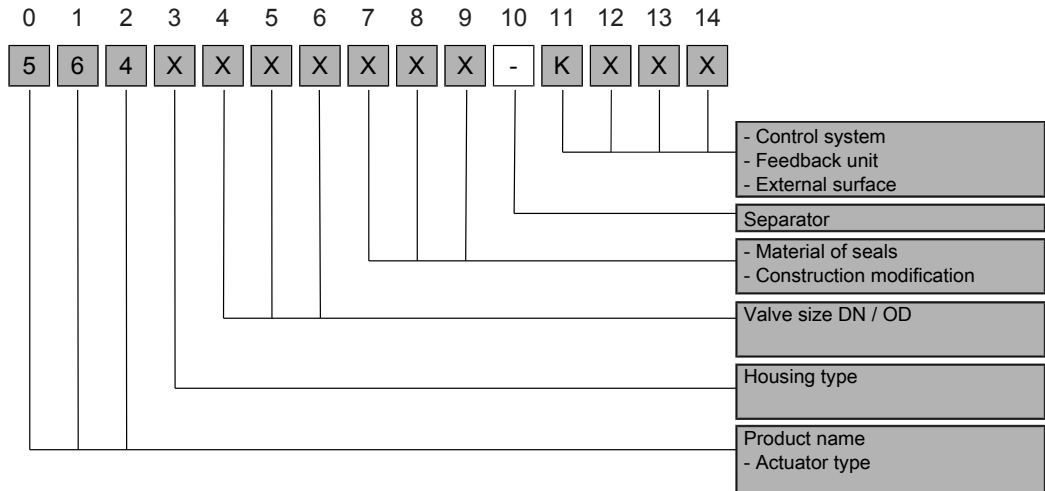 0 1 2 3 4 5 6 7 8 9 10 11 12 13 14
5 6 4 X X X X X X X - K X X X
- Control system
- Feedback unit
- External surface
Separator
- Material of seals
- Construction modification
Valve size DN / OD
Housing type
Product name
- Actuator type